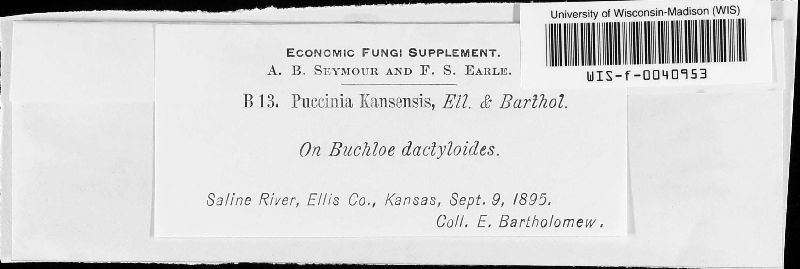 University of Wisconsin-Madison (WIS)
WIS-f-0040953
Economic Fungi Supplement.
A. B. Seymour and F. S. Earle.
B 13. Puccinia Kansensis, Ell. & Barthol.
On Buchloe dactyloides.
Saline River, Ellis Co., Kansas, Sept. 9, 1895.
Coll. E. Bartholomew.